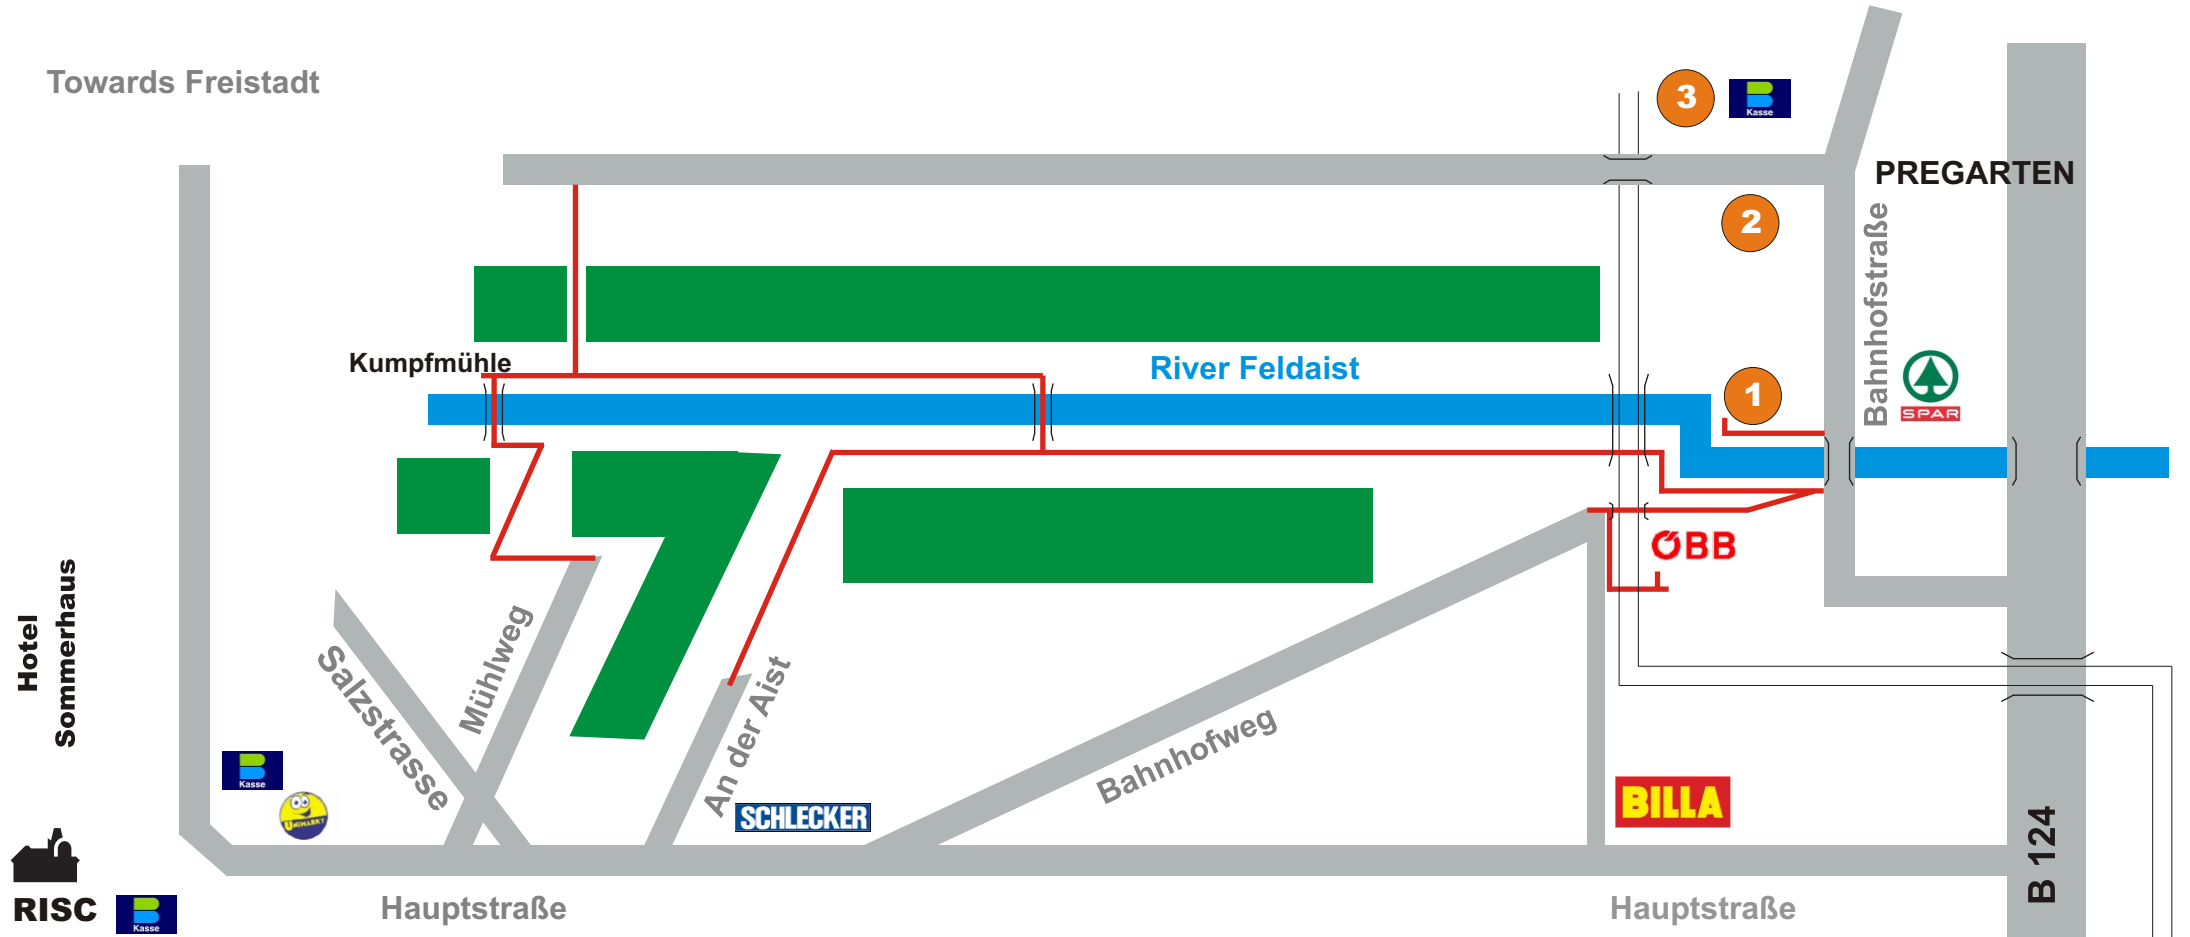 Towards Freistadt
3
Kasse
PREGARTEN
2
Bahnhofstraße
Kumpfmühle
River Feldaist
1
SPAR
ÖBB
Hotel
Sommerhaus
Salzstrasse
Mühlweg
An der Aist
Bahnhofweg
Kasse
UNIMARKT
SCHLECKER
BILLA
B 124
RISC
Kasse
Hauptstraße
Hauptstraße